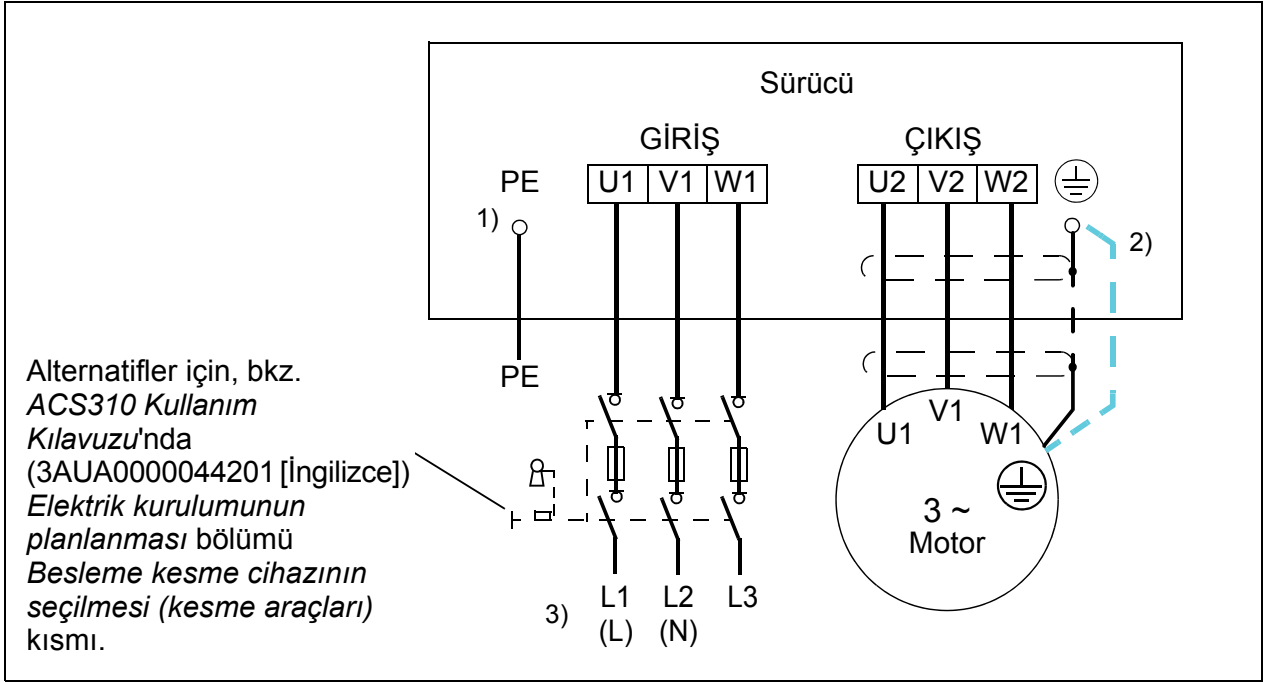 Sürücü
GİRİŞ ÇIKIŞ
PE U1 V1 W1 U2 V2 W2
1)
2)
PE
Alternatifler için, bkz.
ACS310 Kullanım
Kılavuzu'nda
(3AUA0000044201 [İngilizce])
Elektrik kurulumunun
planlanması bölümü
Besleme kesme cihazının
seçilmesi (kesme araçları)
kısmı.
U1 V1 W1
3 ~
Motor
3) L1 L2 L3
(L) (N)